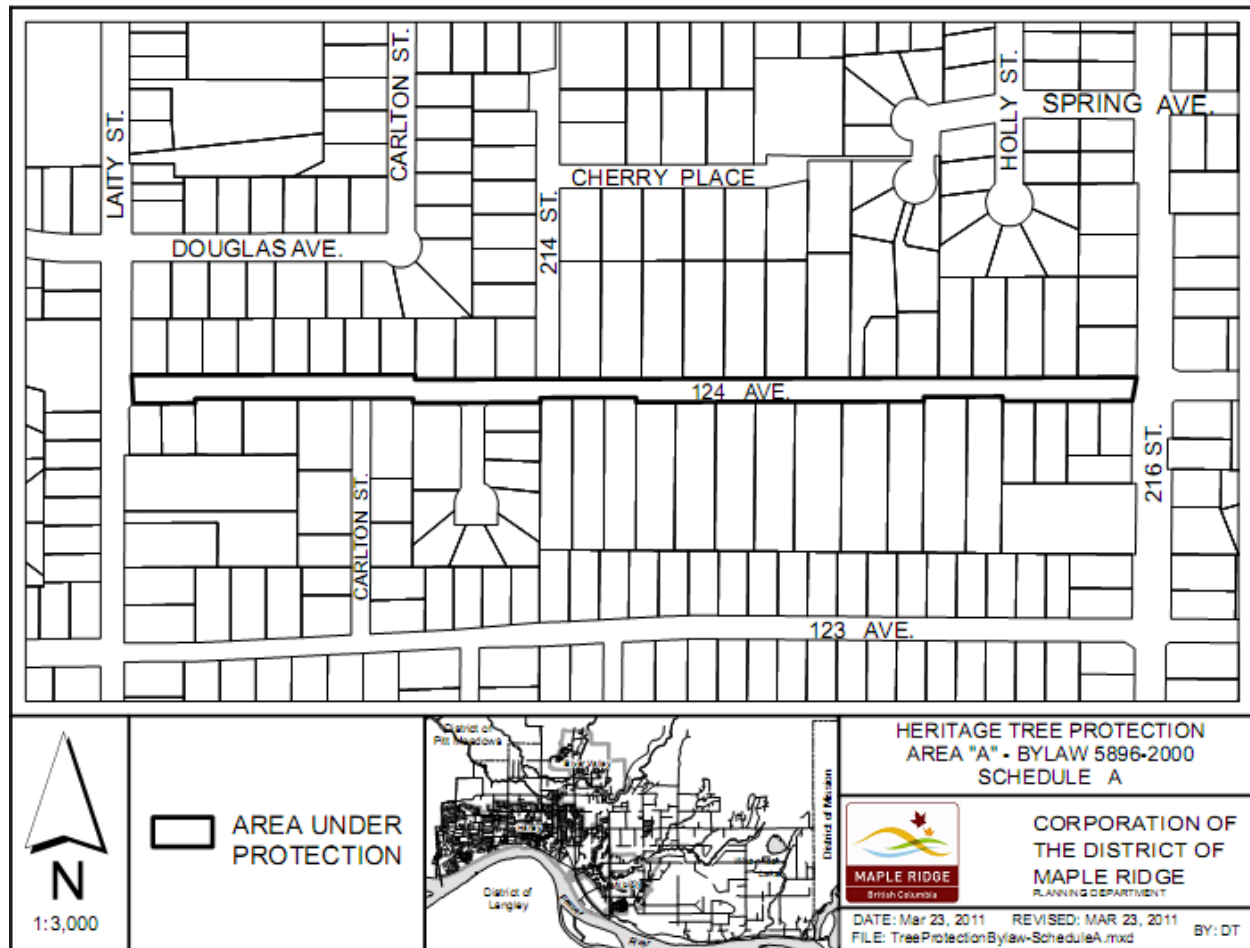 LAITY ST.
CARLTON ST.
HOLLY ST.
SPRING AVE.
CHERRY PLACE
214 ST.
DOUGLAS AVE.
124 AVE.
216 ST.
CARLTON ST.
123 AVE.
N
1:3,000
AREA UNDER
PROTECTION
District of
Pitt Meadows
District of Mission
District of
Langley
River
HERITAGE TREE PROTECTION
AREA "A" - BYLAW 5896-2000
SCHEDULE A
MAPLE RIDGE
British Columbia
CORPORATION OF
THE DISTRICT OF
MAPLE RIDGE
PLANNING DEPARTMENT
DATE: Mar 23, 2011 REVISED: MAR 23, 2011
FILE: TreeProtectionBylaw-ScheduleA.mxd BY: DT